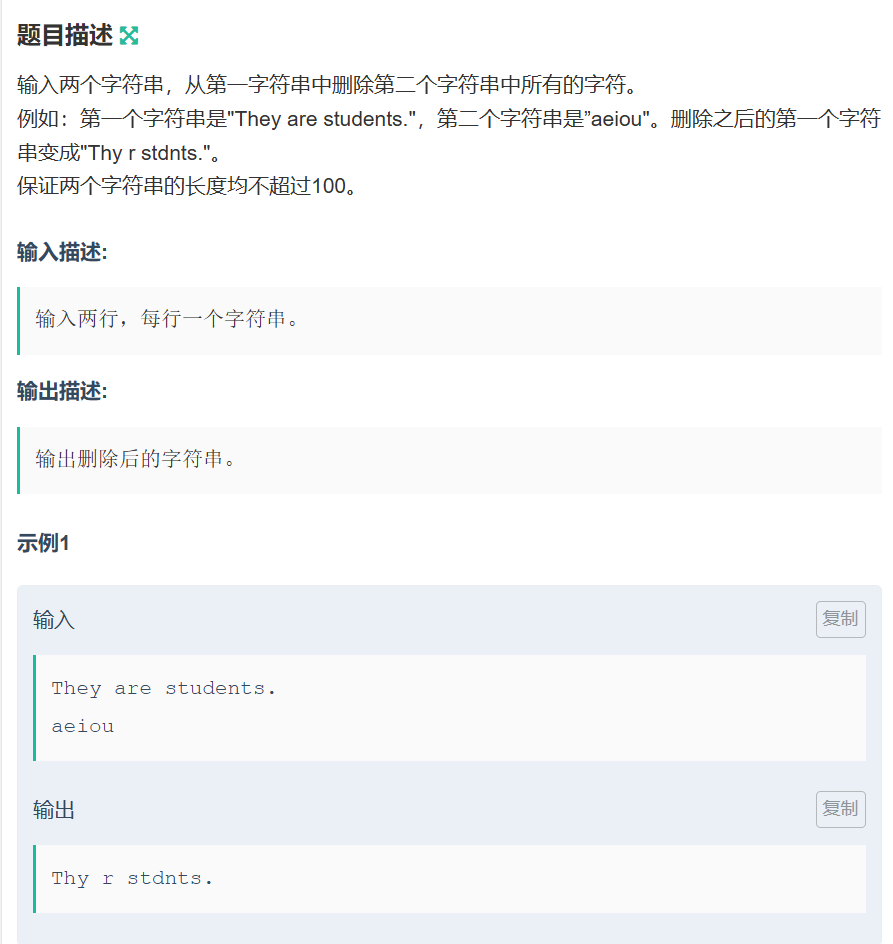 题目描述
输入两个字符串，从第一字符串中删除第二个字符串中所有的字符。
例如：第一个字符串是"They are students."，第二个字符串是”aeiou"。删除之后的第一个字符
串变成"Thy r stdnts."。
保证两个字符串的长度均不超过100。
输入描述:
输入两行，每行一个字符串。
输出描述:
输出删除后的字符串。
示例1
输入
复制
They are students.
aeiou
输出
复制
Thy r stdnts.